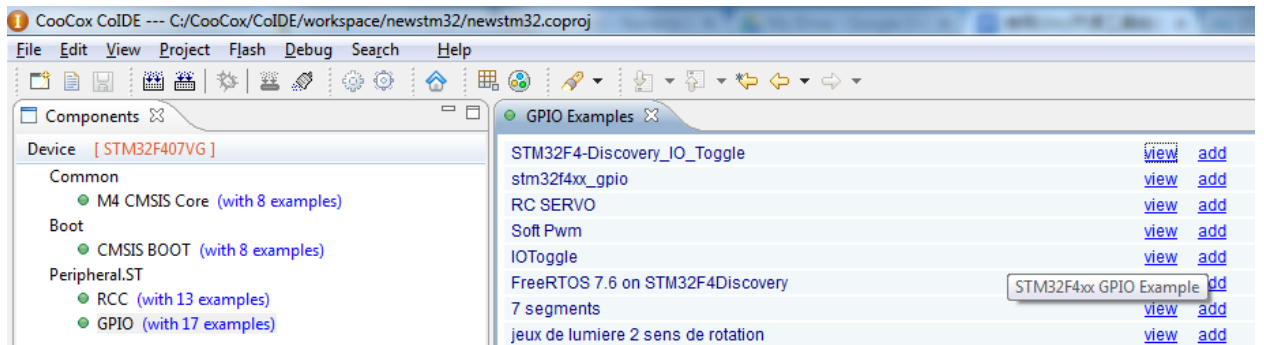 CooCox CoIDE --- C:/CooCox/CoIDE/workspace/newstm32/newstm32.coproj
File Edit View Project Flash Debug Search Help
Components
Device [ STM32F407VG ]
Common
M4 CMSIS Core (with 8 examples)
Boot
CMSIS BOOT (with 8 examples)
Peripheral.ST
RCC (with 13 examples)
GPIO (with 17 examples)
GPIO Examples
STM32F4-Discovery_IO_Toggle view add
stm32f4xx_gpio view add
RC SERVO view add
Soft Pwm view add
IOToggle view add
FreeRTOS 7.6 on STM32F4Discovery
STM32F4xx GPIO Example
7 segments view add
jeux de lumiere 2 sens de rotation view add